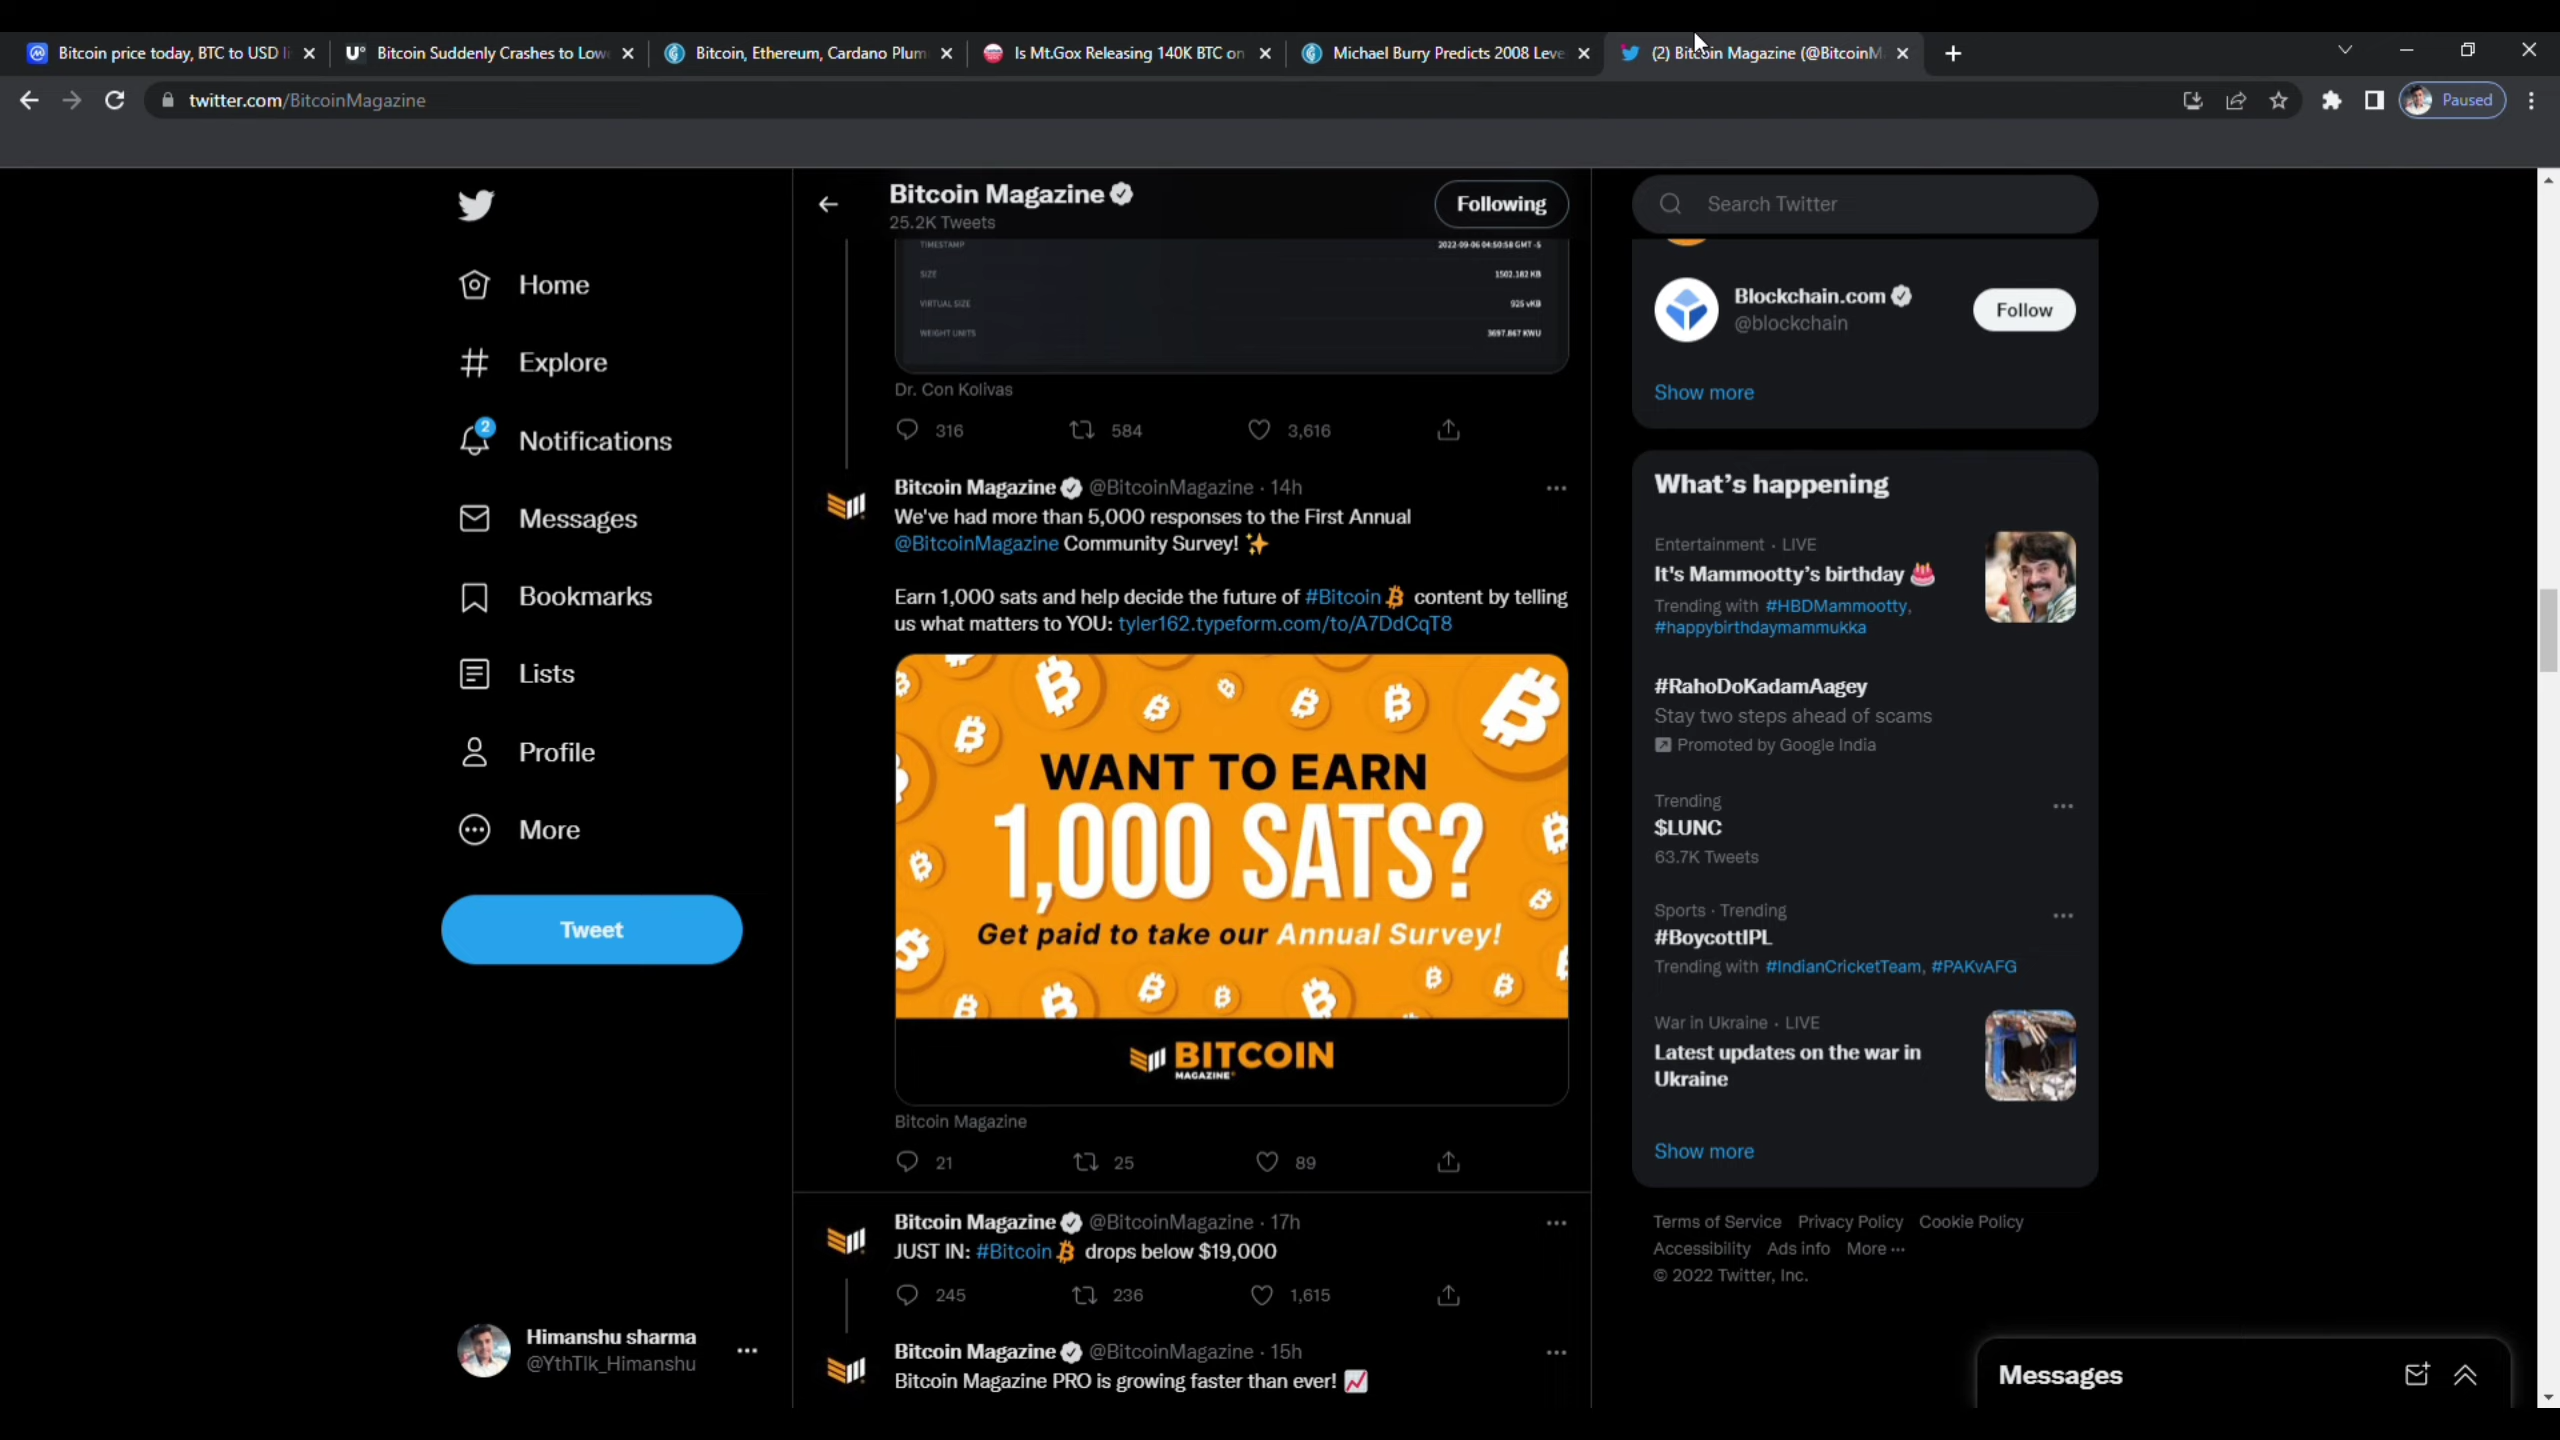 Bitcoin price today, BTC to USD li
Bitcoin Suddenly Crashes to Low
Bitcoin, Ethereum, Cardano Plum
Is Mt.Gox Releasing 140K BTC on
Michael Burry Predicts 2008 Leve
(2) Bitcoin Magazine (@BitcoinM
twitter.com/BitcoinMagazine
Paused
Home
Explore
2
Notifications
Messages
Bookmarks
Lists
Profile
More
Tweet
Himanshu sharma
@YthTlk_Himanshu
Bitcoin Magazine
25.2K Tweets
Following
TIMESTAMP 2022-09-06 04:50:58 GMT -5
SIZE 1502.182 KB
VIRTUAL SIZE 925 vKB
WEIGHT UNITS 3697.867 KWU
Dr. Con Kolivas
316 584 3,616
Bitcoin Magazine @BitcoinMagazine · 14h
We've had more than 5,000 responses to the First Annual
@BitcoinMagazine Community Survey! ✨
Earn 1,000 sats and help decide the future of #Bitcoin content by telling
us what matters to YOU: tyler162.typeform.com/to/A7DdCqT8
WANT TO EARN
1,000 SATS?
Get paid to take our Annual Survey!
BITCOIN
MAGAZINE
Bitcoin Magazine
21 25 89
Bitcoin Magazine @BitcoinMagazine · 17h
JUST IN: #Bitcoin drops below $19,000
245 236 1,615
Bitcoin Magazine @BitcoinMagazine · 15h
Bitcoin Magazine PRO is growing faster than ever! 📈
Search Twitter
Blockchain.com
@blockchain
Follow
Show more
What's happening
Entertainment · LIVE
It's Mammootty's birthday 🎂
Trending with #HBDMammootty,
#happybirthdaymammukka
#RahoDoKadamAagey
Stay two steps ahead of scams
Promoted by Google India
Trending
$LUNC
63.7K Tweets
Sports · Trending
#BoycottIPL
Trending with #IndianCricketTeam, #PAKvAFG
War in Ukraine · LIVE
Latest updates on the war in
Ukraine
Show more
Terms of Service Privacy Policy Cookie Policy
Accessibility Ads info More ···
© 2022 Twitter, Inc.
Messages